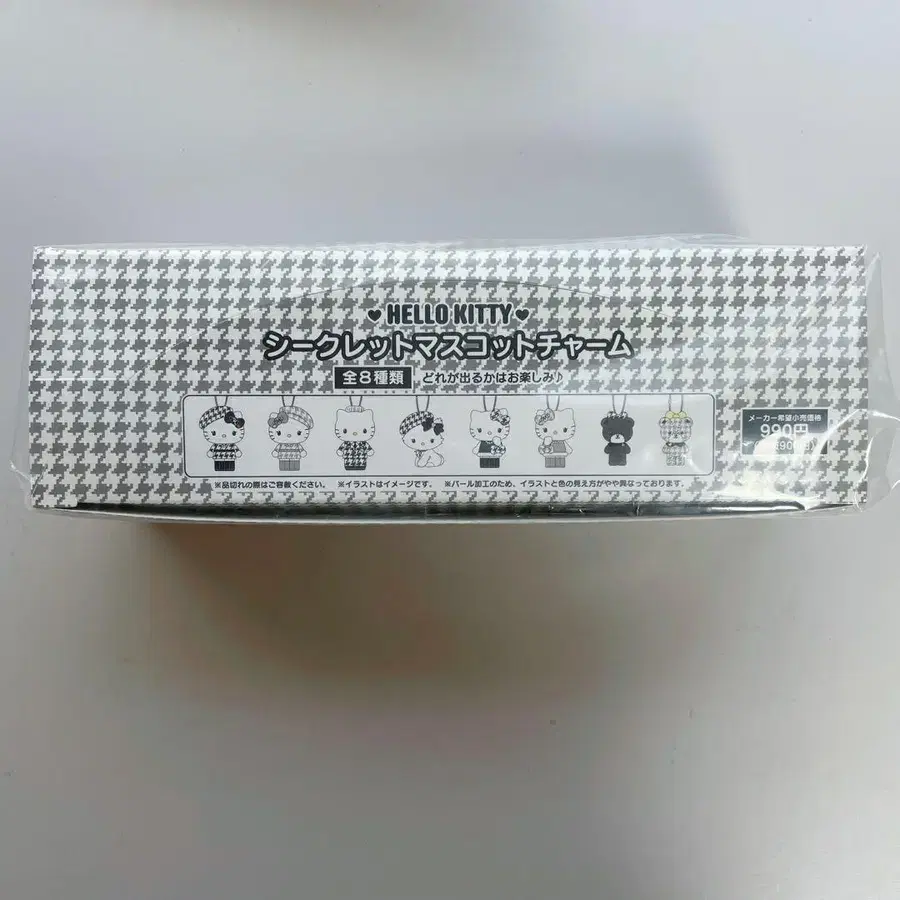 ♥ HELLO KITTY ♥
シークレットマスコットチャーム
全8種類 どれが出るかはお楽しみ♪
メーカー希望小売価格
990円
※品切れの際はご容赦ください。 ※イラストはイメージです。 ※パール加工のため、イラストと色の見え方がやや異なっております。